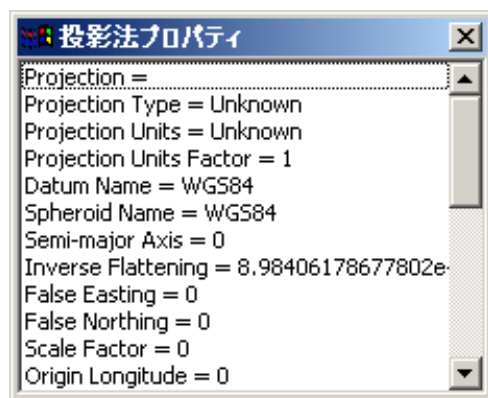 投影法プロパティ
Projection =
Projection Type = Unknown
Projection Units = Unknown
Projection Units Factor = 1
Datum Name = WGS84
Spheroid Name = WGS84
Semi-major Axis = 0
Inverse Flattening = 8.98406178677802e-
False Easting = 0
False Northing = 0
Scale Factor = 0
Origin Longitude = 0